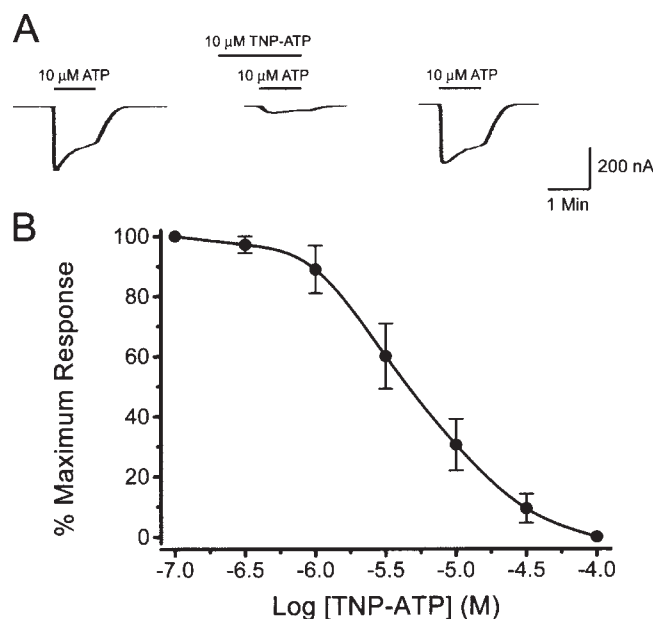 A
10 µM TNP-ATP
10 µM ATP
10 µM ATP
10 µM ATP
200 nA
1 Min
B
% Maximum Response
100
80
60
40
20
0
-7.0 -6.5 -6.0 -5.5 -5.0 -4.5 -4.0
Log [TNP-ATP] (M)